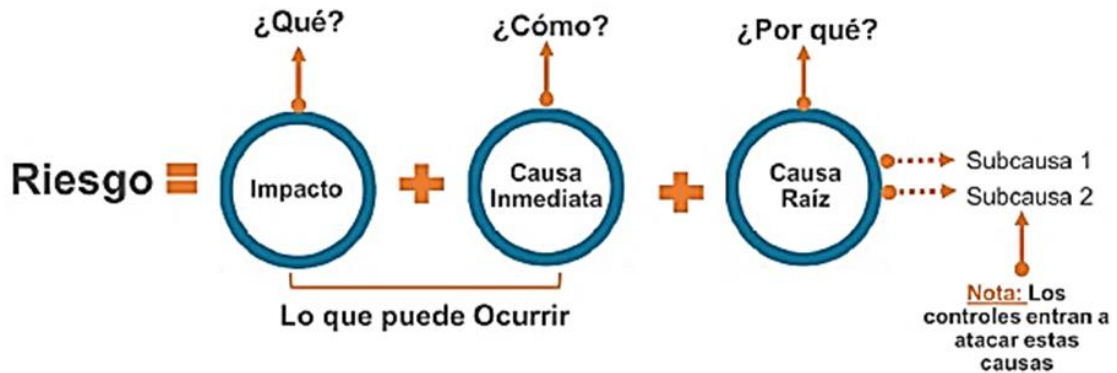 ¿Qué?
¿Cómo?
¿Por qué?
Riesgo =
Impacto
+
Causa
Inmediata
+
Causa
Raíz
Subcausa 1
Subcausa 2
Lo que puede Ocurrir
Nota: Los
controles entran a
atacar estas
causas